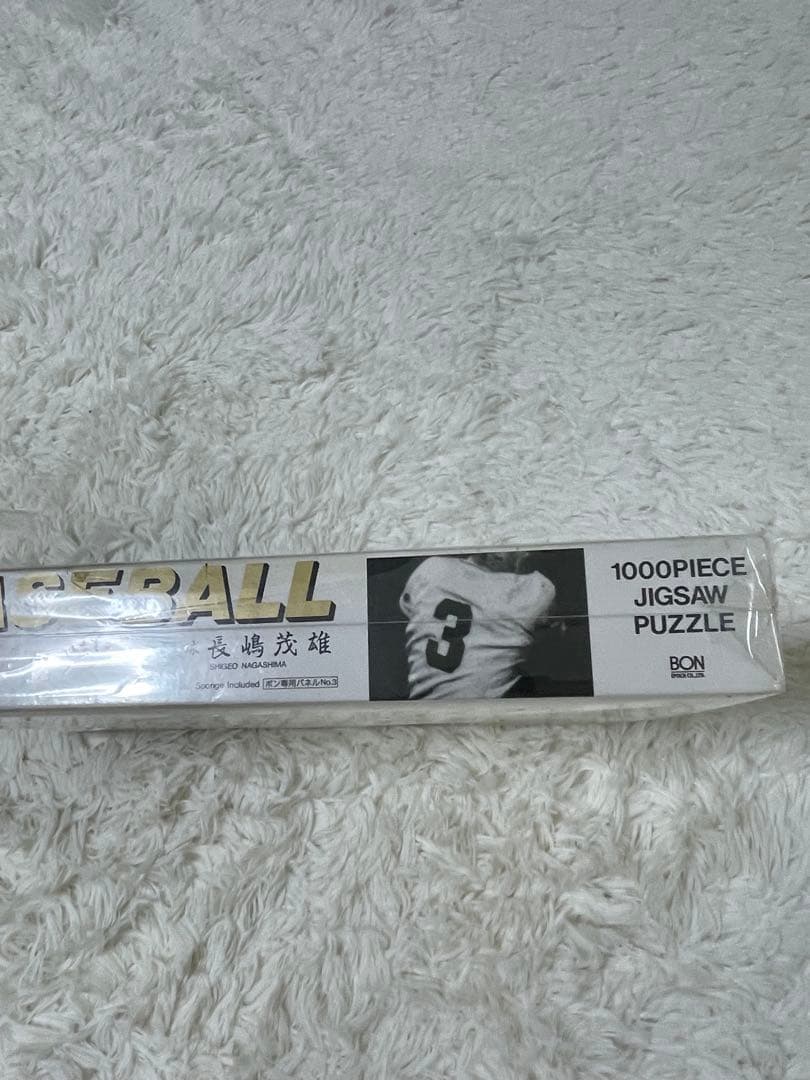 ASEBALL
長嶋茂雄
SHIGEO NAGASHIMA
Sponge Included ボン専用パネルNo.3
3
1000PIECE
JIGSAW
PUZZLE
BON